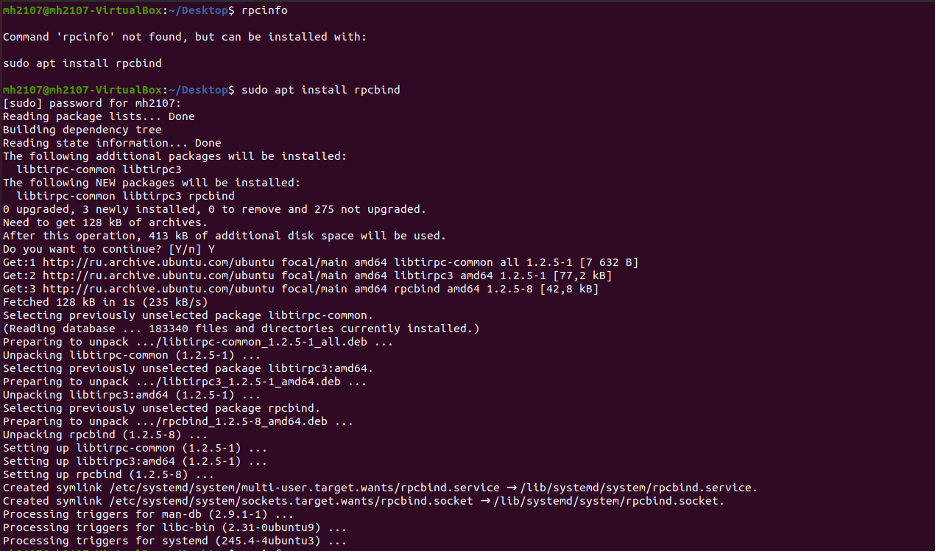 mh2107@mh2107-VirtualBox:~/Desktop$ rpcinfo
Command 'rpcinfo' not found, but can be installed with:
sudo apt install rpcbind
mh2107@mh2107-VirtualBox:~/Desktop$ sudo apt install rpcbind
[sudo] password for mh2107:
Reading package lists... Done
Building dependency tree
Reading state information... Done
The following additional packages will be installed:
  libtirpc-common libtirpc3
The following NEW packages will be installed:
  libtirpc-common libtirpc3 rpcbind
0 upgraded, 3 newly installed, 0 to remove and 275 not upgraded.
Need to get 128 kB of archives.
After this operation, 413 kB of additional disk space will be used.
Do you want to continue? [Y/n] Y
Get:1 http://ru.archive.ubuntu.com/ubuntu focal/main amd64 libtirpc-common all 1.2.5-1 [7 632 B]
Get:2 http://ru.archive.ubuntu.com/ubuntu focal/main amd64 libtirpc3 amd64 1.2.5-1 [77,2 kB]
Get:3 http://ru.archive.ubuntu.com/ubuntu focal/main amd64 rpcbind amd64 1.2.5-8 [42,8 kB]
Fetched 128 kB in 1s (235 kB/s)
Selecting previously unselected package libtirpc-common.
(Reading database ... 183340 files and directories currently installed.)
Preparing to unpack .../libtirpc-common_1.2.5-1_all.deb ...
Unpacking libtirpc-common (1.2.5-1) ...
Selecting previously unselected package libtirpc3:amd64.
Preparing to unpack .../libtirpc3_1.2.5-1_amd64.deb ...
Unpacking libtirpc3:amd64 (1.2.5-1) ...
Selecting previously unselected package rpcbind.
Preparing to unpack .../rpcbind_1.2.5-8_amd64.deb ...
Unpacking rpcbind (1.2.5-8) ...
Setting up libtirpc-common (1.2.5-1) ...
Setting up libtirpc3:amd64 (1.2.5-1) ...
Setting up rpcbind (1.2.5-8) ...
Created symlink /etc/systemd/system/multi-user.target.wants/rpcbind.service → /lib/systemd/system/rpcbind.service.
Created symlink /etc/systemd/system/sockets.target.wants/rpcbind.socket → /lib/systemd/system/rpcbind.socket.
Processing triggers for man-db (2.9.1-1) ...
Processing triggers for libc-bin (2.31-0ubuntu9) ...
Processing triggers for systemd (245.4-4ubuntu3) ...